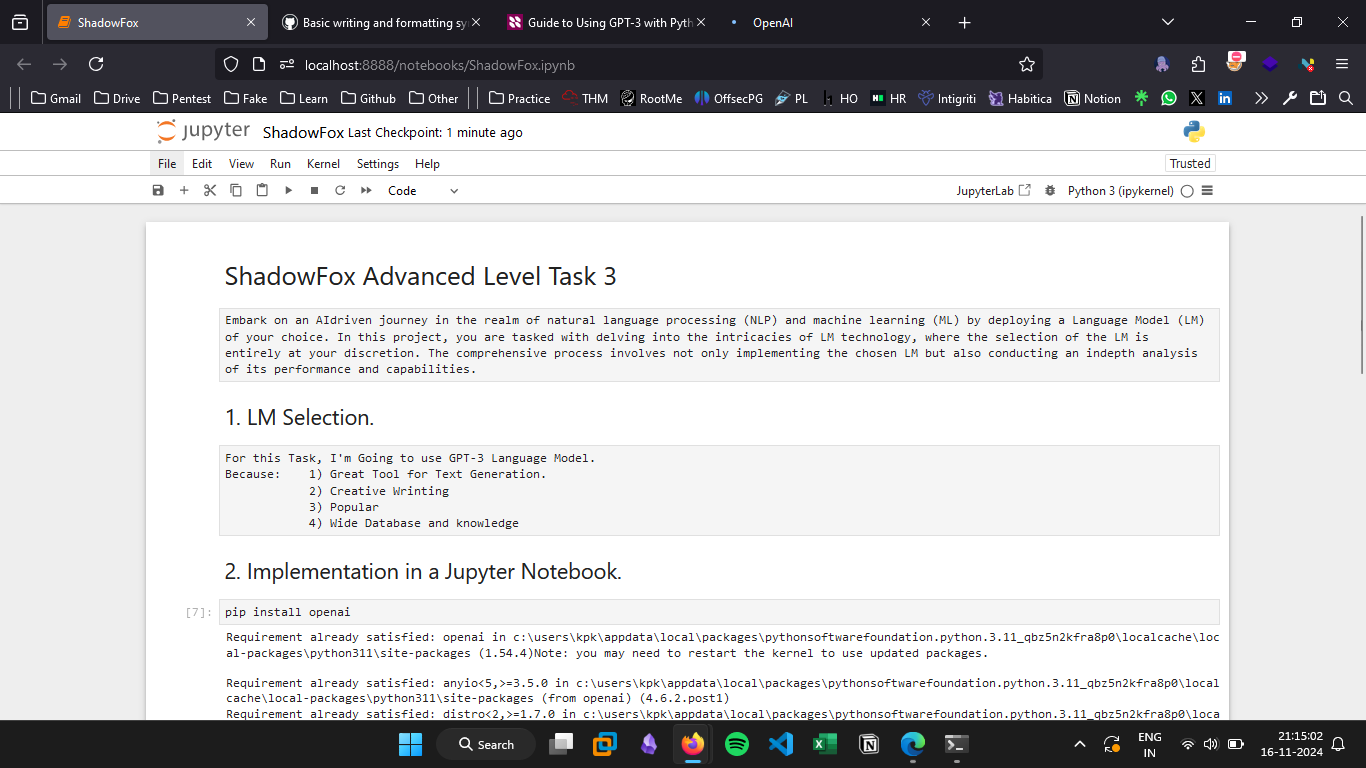 ShadowFox
Basic writing and formatting sy
Guide to Using GPT-3 with Pyth
OpenAI
localhost:8888/notebooks/ShadowFox.ipynb
Gmail Drive Pentest Fake Learn Github Other Practice THM RootMe OffsecPG PL HO HR Intigriti Habitica Notion
jupyter ShadowFox Last Checkpoint: 1 minute ago
File Edit View Run Kernel Settings Help Trusted
Code JupyterLab Python 3 (ipykernel)
ShadowFox Advanced Level Task 3
Embark on an AIdriven journey in the realm of natural language processing (NLP) and machine learning (ML) by deploying a Language Model (LM)
of your choice. In this project, you are tasked with delving into the intricacies of LM technology, where the selection of the LM is
entirely at your discretion. The comprehensive process involves not only implementing the chosen LM but also conducting an indepth analysis
of its performance and capabilities.
1. LM Selection.
For this Task, I'm Going to use GPT-3 Language Model.
Because: 1) Great Tool for Text Generation.
2) Creative Wrinting
3) Popular
4) Wide Database and knowledge
2. Implementation in a Jupyter Notebook.
[7]: pip install openai
Requirement already satisfied: openai in c:\users\kpk\appdata\local\packages\pythonsoftwarefoundation.python.3.11_qbz5n2kfra8p0\localcache\loc
al-packages\python311\site-packages (1.54.4)Note: you may need to restart the kernel to use updated packages.
Requirement already satisfied: anyio<5,>=3.5.0 in c:\users\kpk\appdata\local\packages\pythonsoftwarefoundation.python.3.11_qbz5n2kfra8p0\local
cache\local-packages\python311\site-packages (from openai) (4.6.2.post1)
Requirement already satisfied: distro<2,>=1.7.0 in c:\users\kpk\appdata\local\packages\pythonsoftwarefoundation.python.3.11_qbz5n2kfra8p0\loca
Search
ENG
IN
21:15:02
16-11-2024